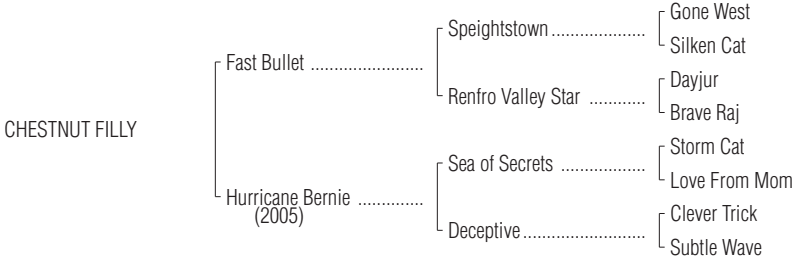 Gone West
Speightstown ....................
Silken Cat
Fast Bullet ........................
Dayjur
Renfro Valley Star ............
Brave Raj
CHESTNUT FILLY
Storm Cat
Sea of Secrets ..................
Love From Mom
Hurricane Bernie ..............
(2005)
Clever Trick
Deceptive..........................
Subtle Wave